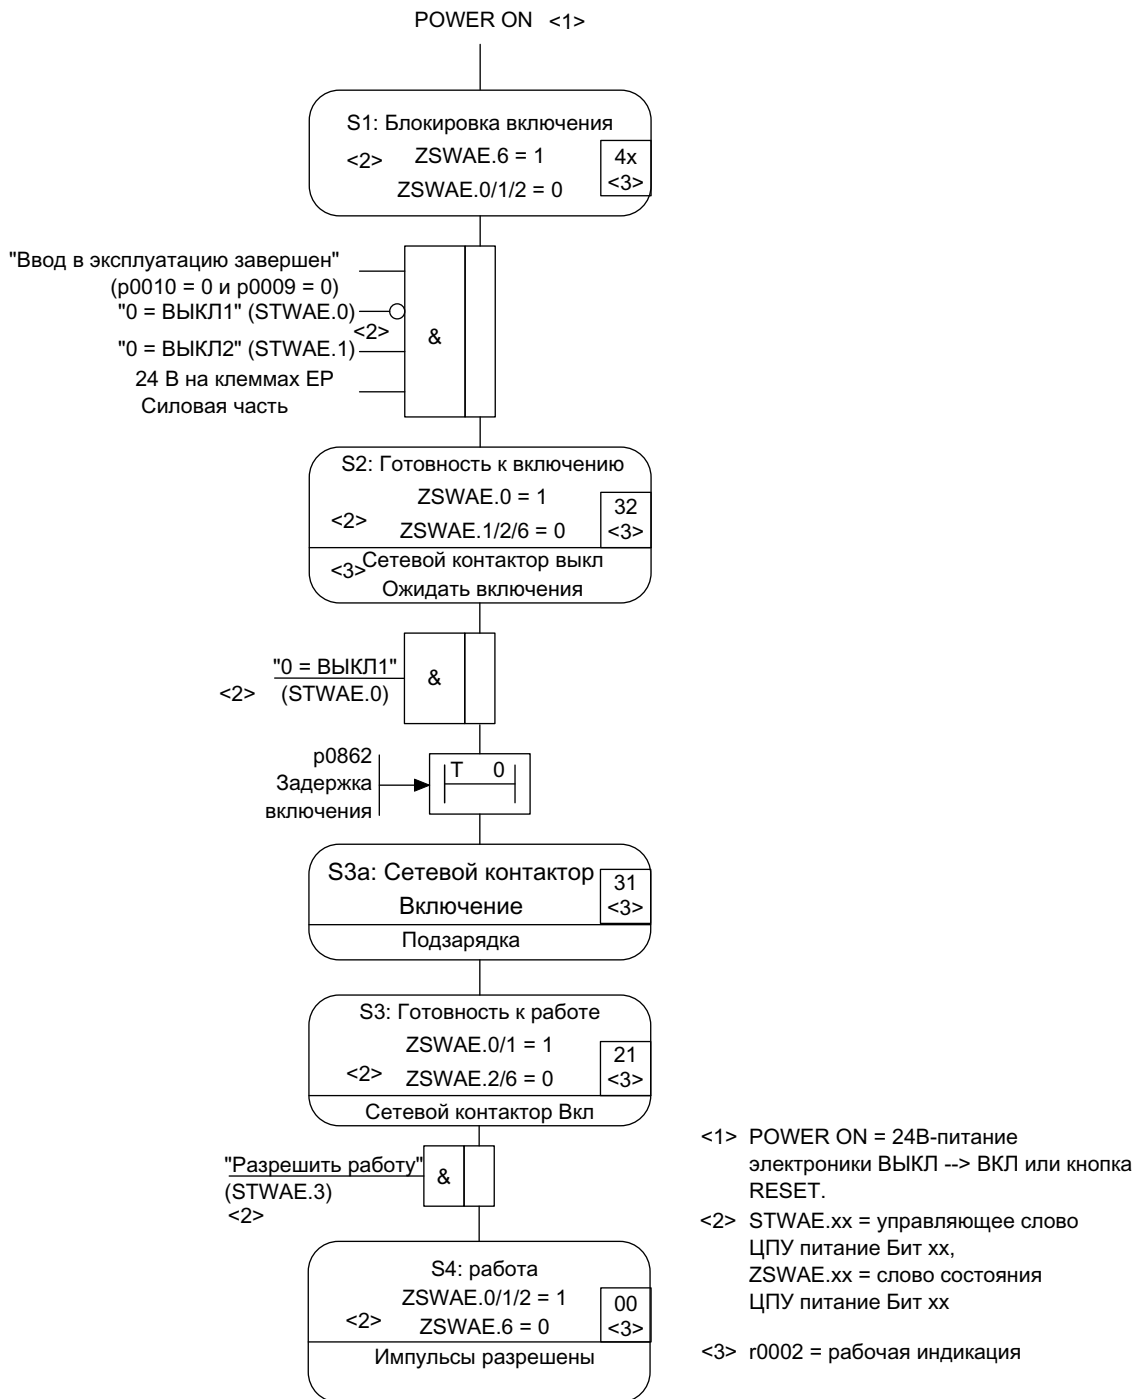 POWER ON <1>
S1: Блокировка включения
<2> ZSWAE.6 = 1
4x
ZSWAE.0/1/2 = 0
<3>
"Ввод в эксплуатацию завершен"
(p0010 = 0 и p0009 = 0)
"0 = ВЫКЛ1" (STWAE.0)
<2>
&
"0 = ВЫКЛ2" (STWAE.1)
24 В на клеммах EP
Силовая часть
S2: Готовность к включению
ZSWAE.0 = 1
32
<2>
ZSWAE.1/2/6 = 0
<3>
<3> Сетевой контактор выкл
Ожидать включения
"0 = ВЫКЛ1"
&
<2> (STWAE.0)
p0862
Задержка
включения
T 0
S3a: Сетевой контактор
31
Включение
<3>
Подзарядка
S3: Готовность к работе
ZSWAE.0/1 = 1
21
<2> ZSWAE.2/6 = 0
<3>
Сетевой контактор Вкл
"Разрешить работу"
&
(STWAE.3)
<2>
S4: работа
ZSWAE.0/1/2 = 1
00
<2>
ZSWAE.6 = 0
<3>
Импульсы разрешены
<1> POWER ON = 24В-питание
электроники ВЫКЛ --> ВКЛ или кнопка
RESET.
<2> STWAE.xx = управляющее слово
ЦПУ питание Бит xx,
ZSWAE.xx = слово состояния
ЦПУ питание Бит xx
<3> r0002 = рабочая индикация